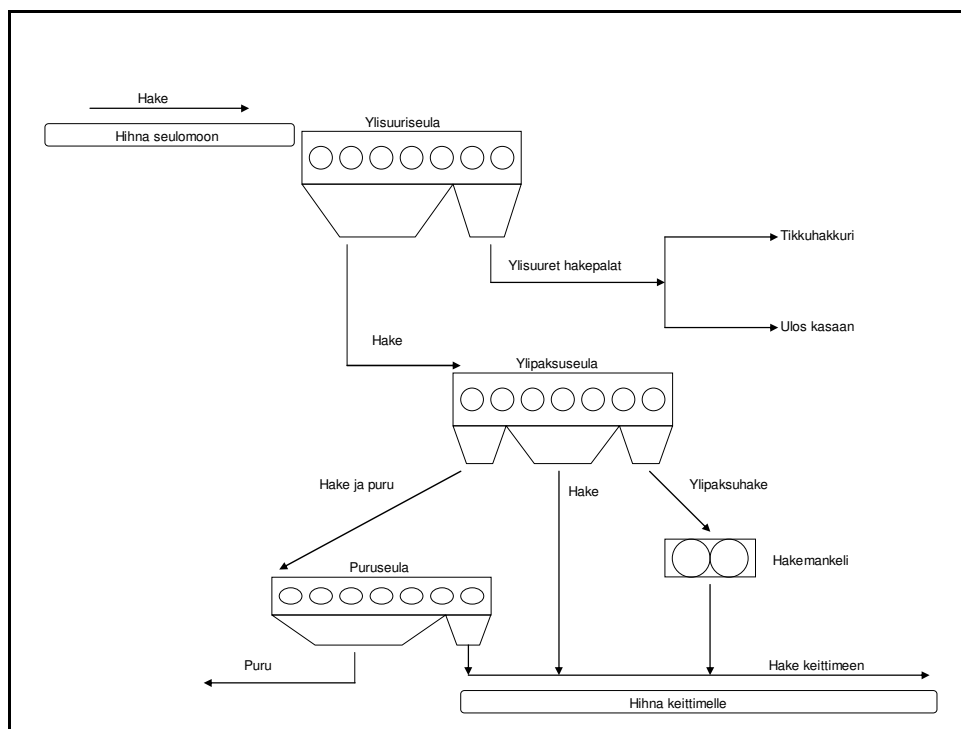 Hake
Hihna seulomoon
Ylisuuriseula
Tikkuhakkuri
Ylisuuret hakepalat
Ulos kasaan
Hake
Ylipaksuseula
Hake ja puru
Hake
Ylipaksuhake
Hakemankeli
Puruseula
Puru
Hake keittimeen
Hihna keittimelle